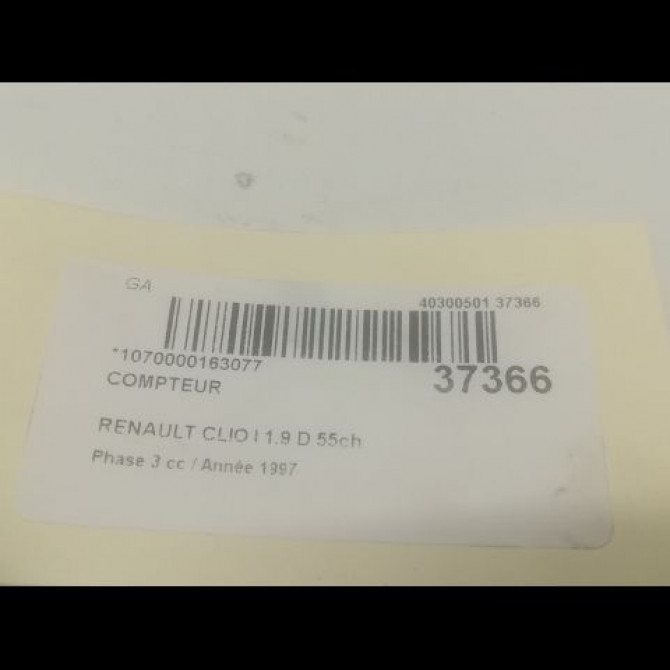 GA
40300501 37366
*1070000163077
37366
COMPTEUR
RENAULT CLIO I 1.9 D 55ch
Phase 3 cc / Année 1997